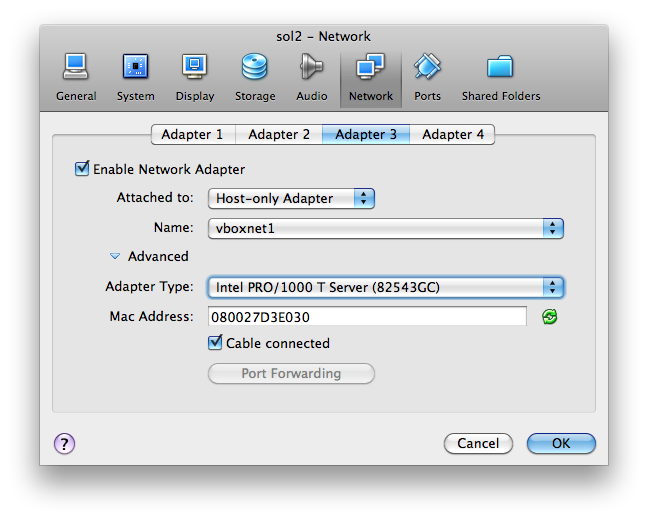 sol2 – Network
General System Display Storage Audio Network Ports Shared Folders
Adapter 1 Adapter 2 Adapter 3 Adapter 4
Enable Network Adapter
Attached to: Host-only Adapter
Name: vboxnet1
Advanced
Adapter Type: Intel PRO/1000 T Server (82543GC)
Mac Address: 080027D3E030
Cable connected
Port Forwarding
? Cancel OK